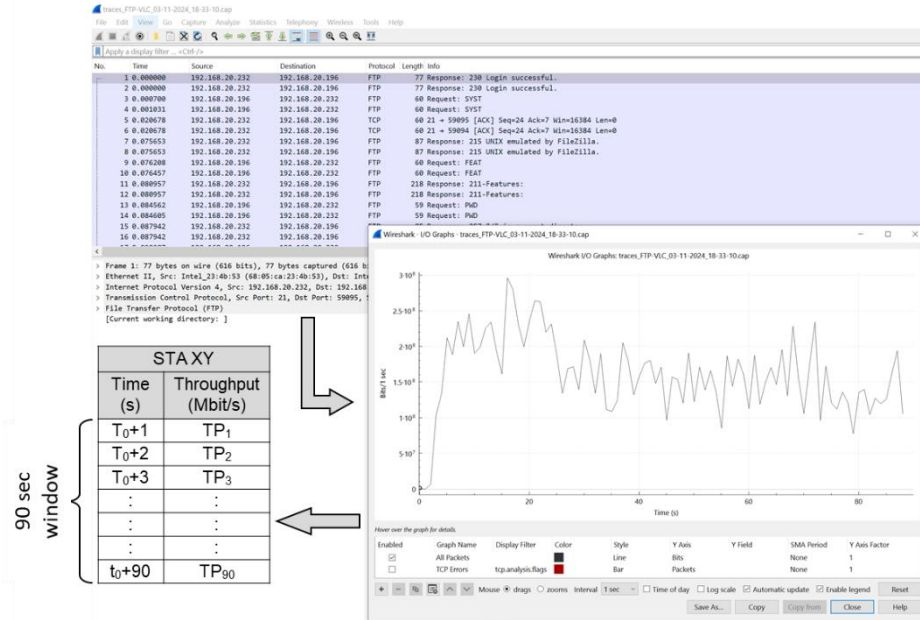 traces_FTP-VLC_03-11-2024_18-33-10.cap
File Edit View Go Capture Analyze Statistics Telephony Wireless Tools Help
Apply a display filter ... <Ctrl-/>
No. Time Source Destination Protocol Length Info
1 0.000000 192.168.20.232 192.168.20.196 FTP 77 Response: 230 Login successful.
2 0.000000 192.168.20.232 192.168.20.196 FTP 77 Response: 230 Login successful.
3 0.000700 192.168.20.196 192.168.20.232 FTP 60 Request: SYST
4 0.001031 192.168.20.196 192.168.20.232 FTP 60 Request: SYST
5 0.020678 192.168.20.232 192.168.20.196 TCP 60 21 → 59095 [ACK] Seq=24 Ack=7 Win=16384 Len=0
6 0.020678 192.168.20.232 192.168.20.196 TCP 60 21 → 59094 [ACK] Seq=24 Ack=7 Win=16384 Len=0
7 0.075653 192.168.20.232 192.168.20.196 FTP 87 Response: 215 UNIX emulated by FileZilla.
8 0.075653 192.168.20.232 192.168.20.196 FTP 87 Response: 215 UNIX emulated by FileZilla.
9 0.076208 192.168.20.196 192.168.20.232 FTP 60 Request: FEAT
10 0.076457 192.168.20.196 192.168.20.232 FTP 60 Request: FEAT
11 0.080957 192.168.20.232 192.168.20.196 FTP 218 Response: 211-Features:
12 0.080957 192.168.20.232 192.168.20.196 FTP 218 Response: 211-Features:
13 0.084562 192.168.20.196 192.168.20.232 FTP 59 Request: PWD
14 0.084605 192.168.20.196 192.168.20.232 FTP 59 Request: PWD
15 0.087942 192.168.20.232 192.168.20.196 FTP
16 0.087942 192.168.20.232 192.168.20.196
Frame 1: 77 bytes on wire (616 bits), 77 bytes captured (616 b
Ethernet II, Src: Intel_23:4b:53 (68:05:ca:23:4b:53), Dst: Int
Internet Protocol Version 4, Src: 192.168.20.232, Dst: 192.168
Transmission Control Protocol, Src Port: 21, Dst Port: 59095,
File Transfer Protocol (FTP)
[Current working directory: ]
Wireshark · I/O Graphs · traces_FTP-VLC_03-11-2024_18-33-10.cap
Wireshark I/O Graphs: traces_FTP-VLC_03-11-2024_18-33-10.cap
3·10⁸
2.5·10⁸
2·10⁸
1.5·10⁸
1·10⁸
5·10⁷
0
Bits/1 sec
0 20 40 60 80
Time (s)
Hover over the graph for details.
Enabled Graph Name Display Filter Color Style Y Axis Y Field SMA Period Y Axis Factor
All Packets Line Bits None 1
TCP Errors tcp.analysis.flags Bar Packets None 1
Mouse drags zooms Interval 1 sec Time of day Log scale Automatic update Enable legend Reset
Save As... Copy Copy from Close Help
STA XY
Time (s) Throughput (Mbit/s)
T₀+1 TP₁
T₀+2 TP₂
T₀+3 TP₃
: :
: :
: :
t₀+90 TP₉₀
90 sec
window